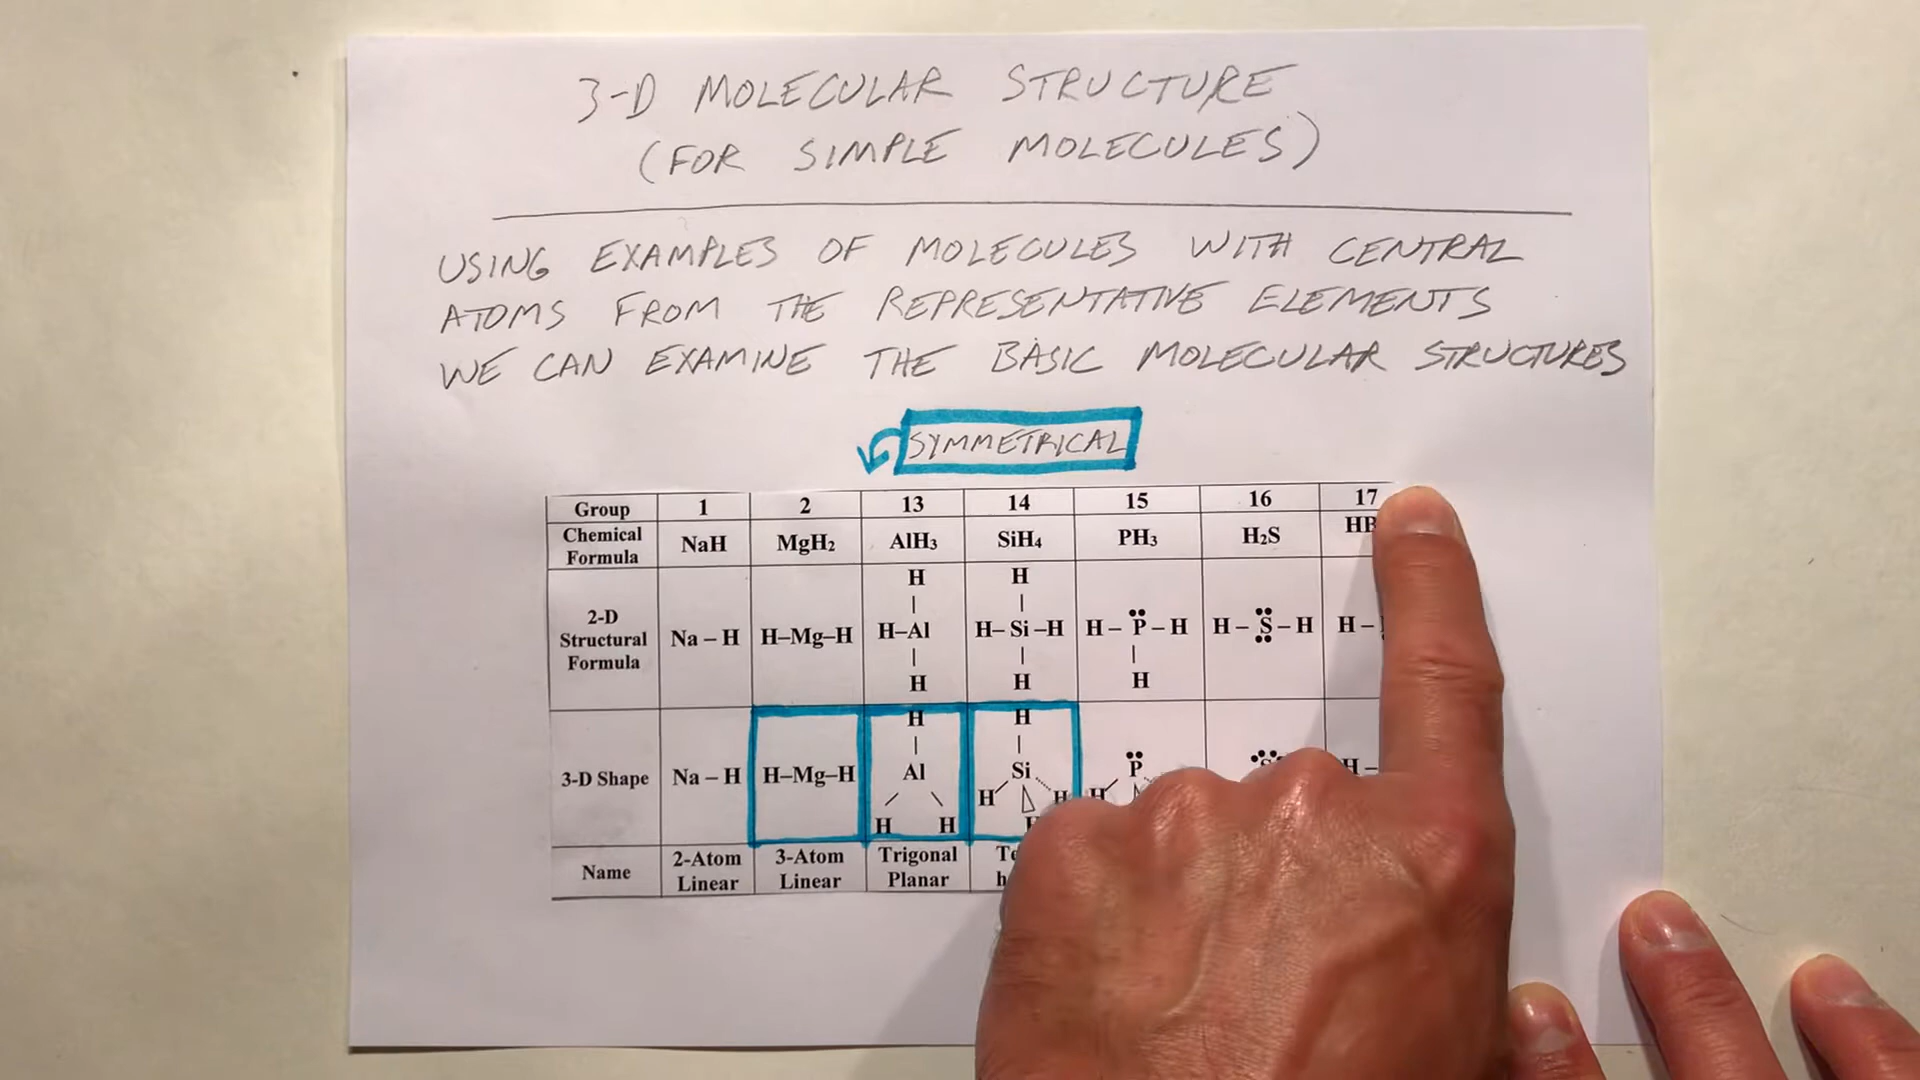 3-D MOLECULAR STRUCTURE
(FOR SIMPLE MOLECULES)
USING EXAMPLES OF MOLECULES WITH CENTRAL
ATOMS FROM THE REPRESENTATIVE ELEMENTS
WE CAN EXAMINE THE BASIC MOLECULAR STRUCTURES
SYMMETRICAL
Group 1 2 13 14 15 16 17
Chemical Formula NaH MgH₂ AlH₃ SiH₄ PH₃ H₂S
2-D Structural Formula
H H
| |
Na – H H–Mg–H H–Al H– Si –H H – P – H H – S – H H –
| | |
H H H
3-D Shape
H H
| |
Na – H H–Mg–H Al Si P H –
H H H H H
Name 2-Atom Linear 3-Atom Linear Trigonal Planar